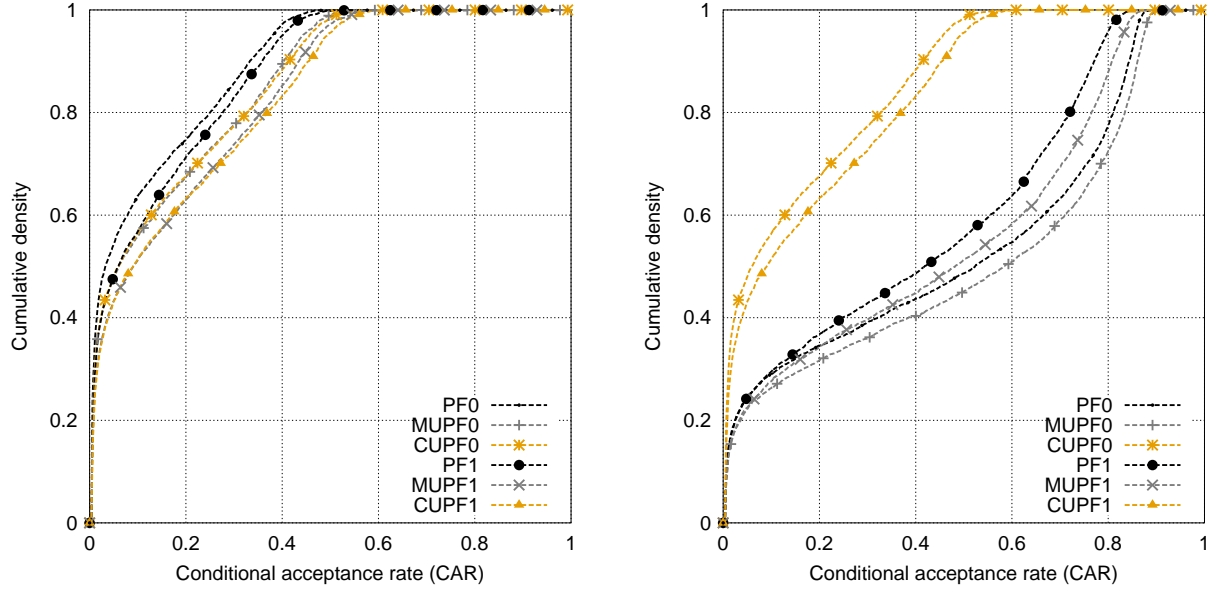 1
0.8
0.6
0.4
0.2
0
Cumulative density
PF0
MUPF0
CUPF0
PF1
MUPF1
CUPF1
0 0.2 0.4 0.6 0.8 1
Conditional acceptance rate (CAR)
1
0.8
0.6
0.4
0.2
0
Cumulative density
PF0
MUPF0
CUPF0
PF1
MUPF1
CUPF1
0 0.2 0.4 0.6 0.8 1
Conditional acceptance rate (CAR)